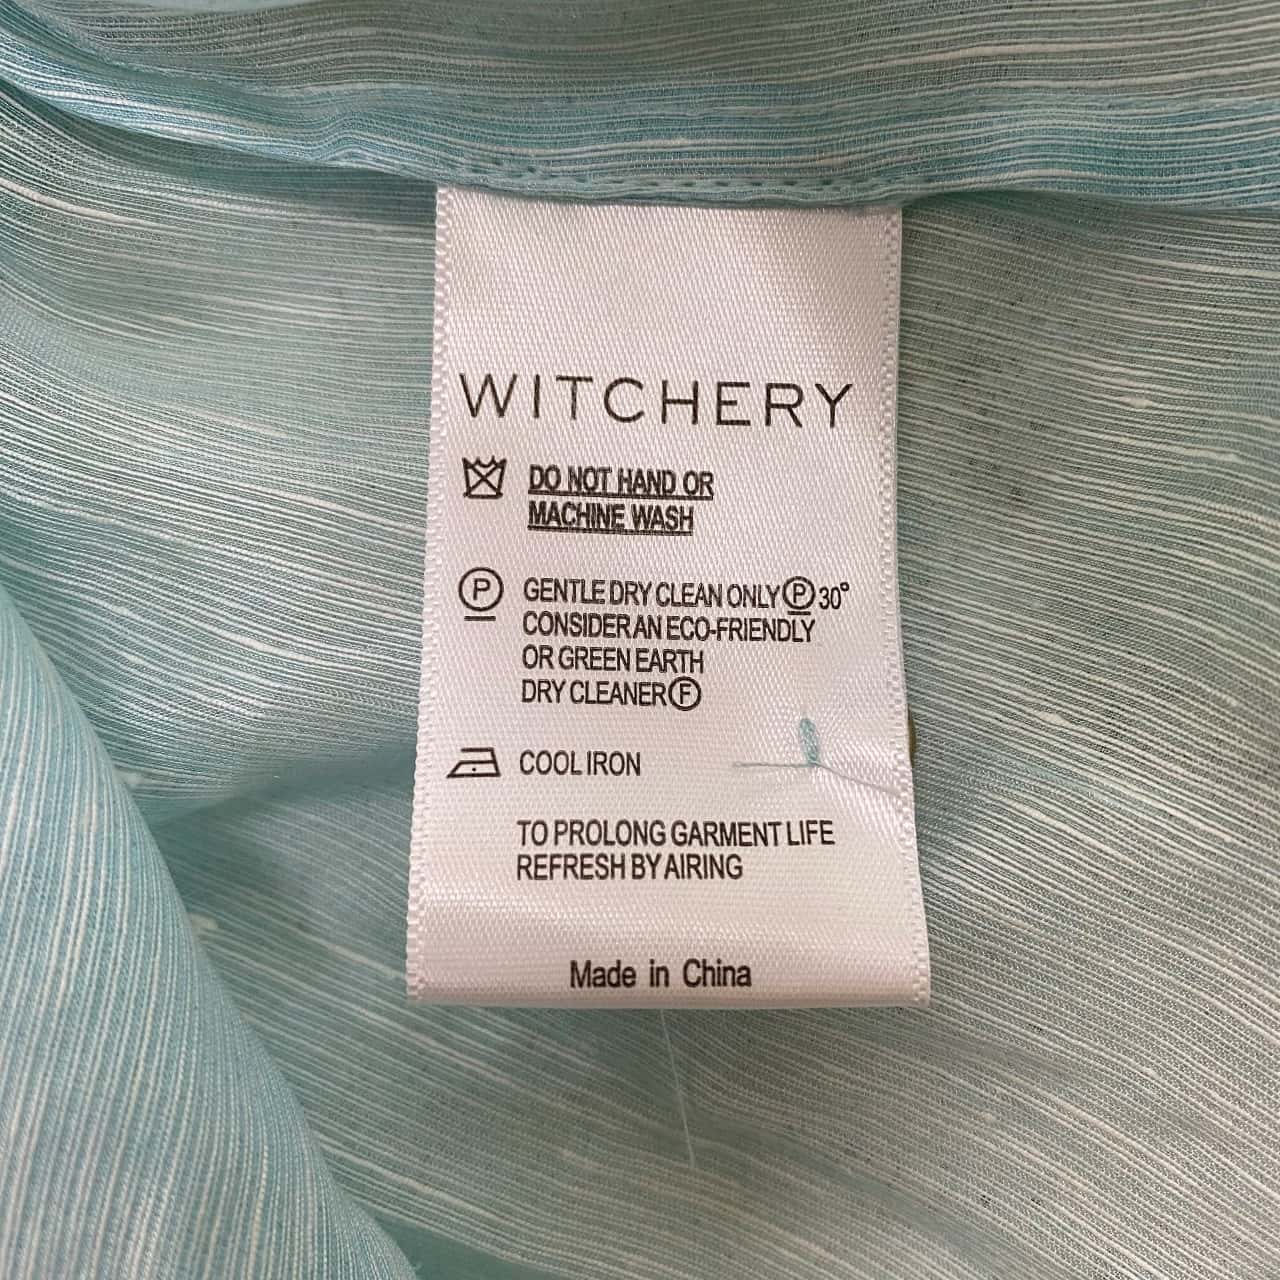 WITCHERY
DO NOT HAND OR
MACHINE WASH
P GENTLE DRY CLEAN ONLY Ⓟ 30°
CONSIDER AN ECO-FRIENDLY
OR GREEN EARTH
DRY CLEANER Ⓕ
COOL IRON
TO PROLONG GARMENT LIFE
REFRESH BY AIRING
Made in China